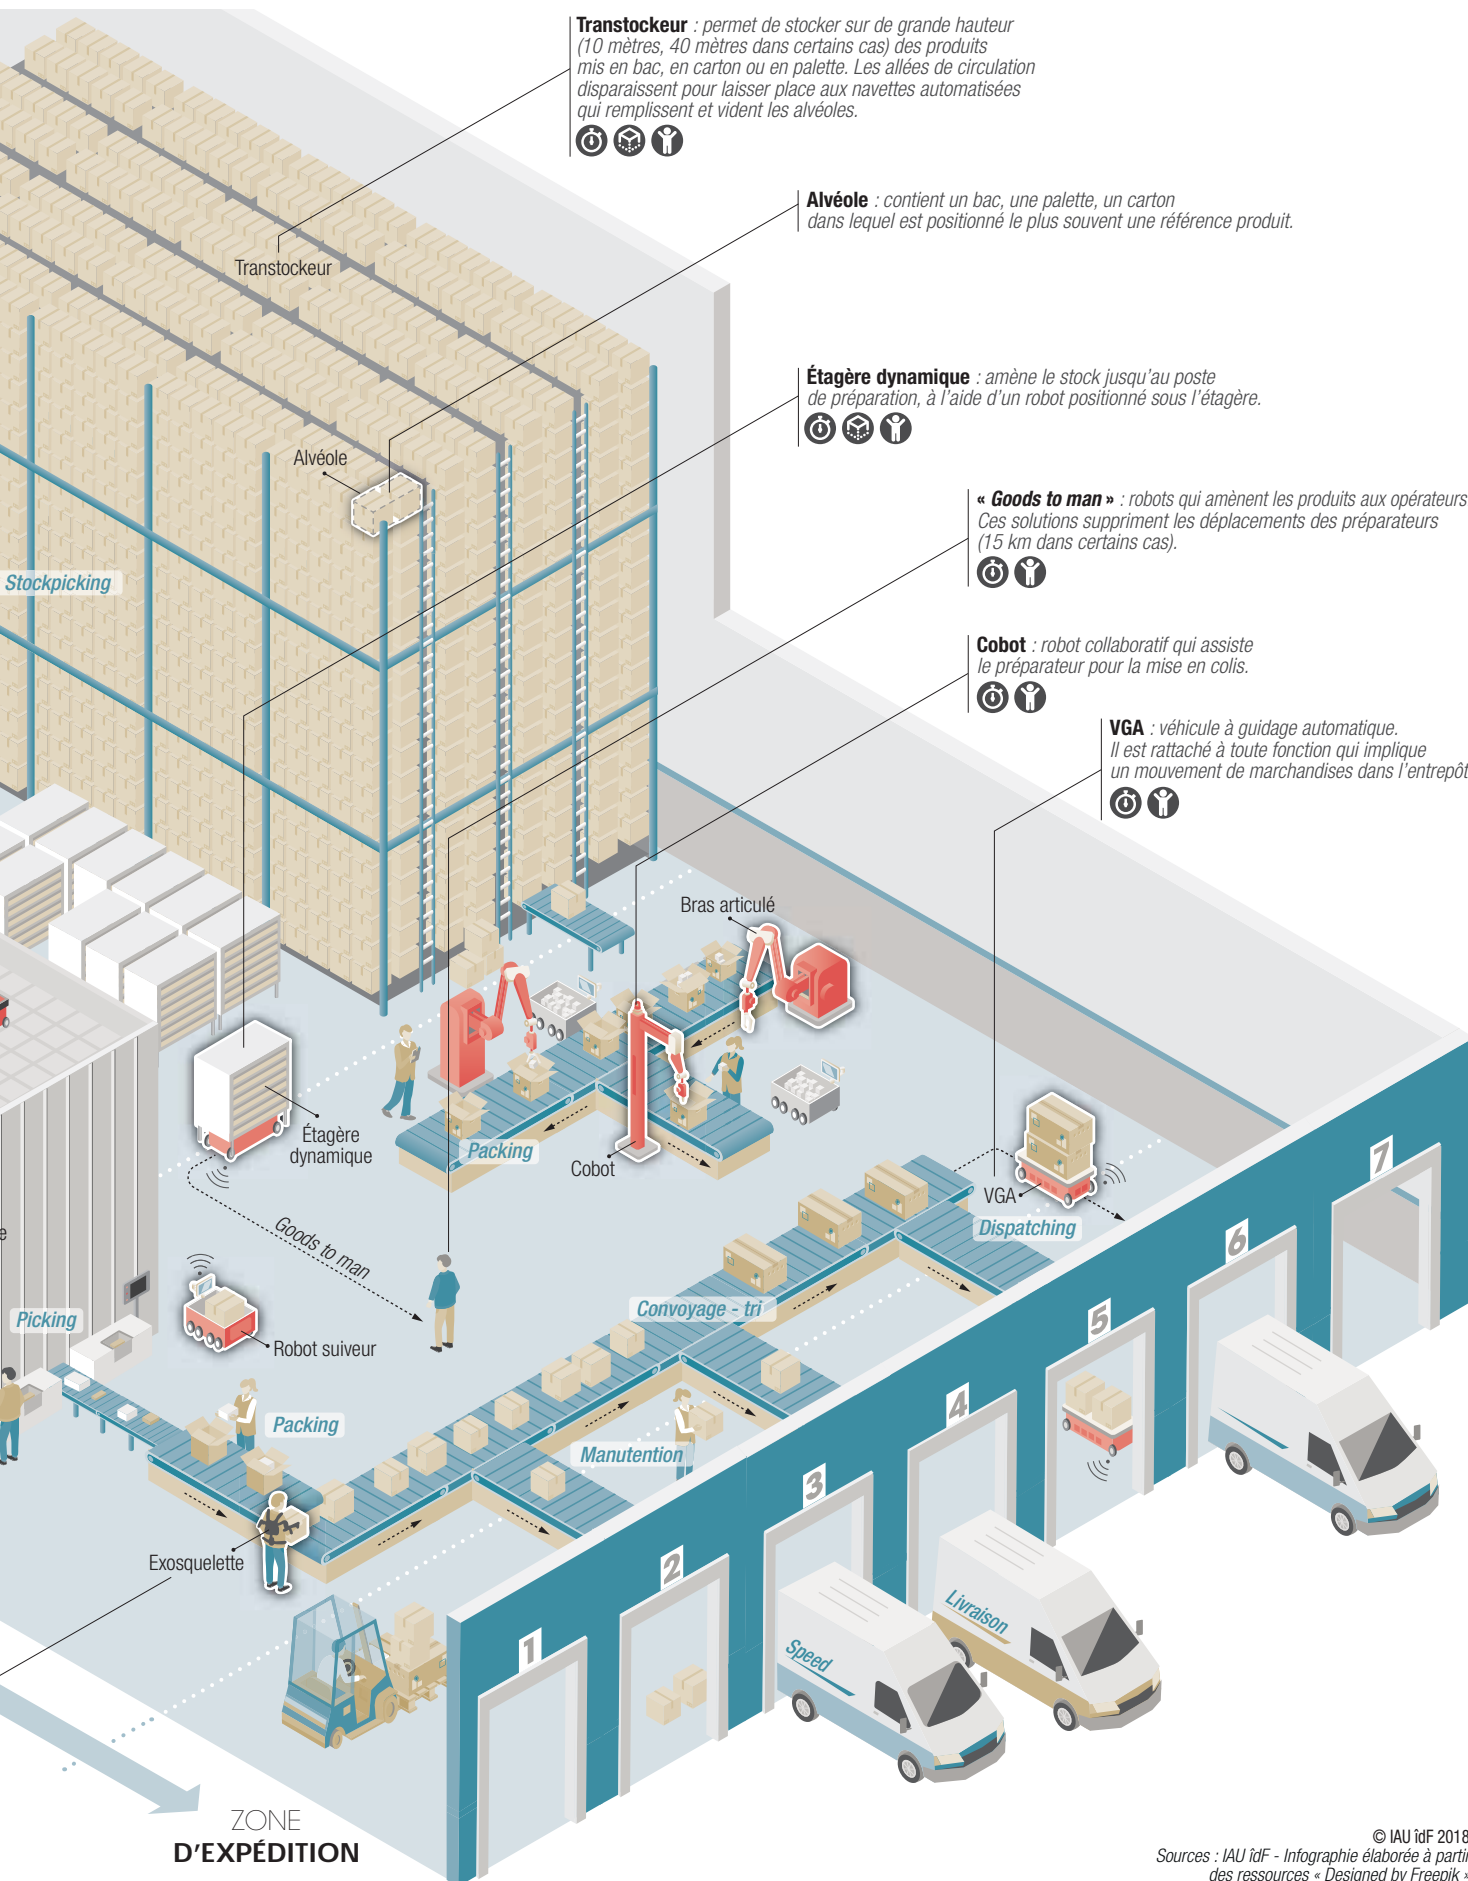 Transtockeur : permet de stocker sur de grande hauteur
(10 mètres, 40 mètres dans certains cas) des produits
mis en bac, en carton ou en palette. Les allées de circulation
disparaissent pour laisser place aux navettes automatisées
qui remplissent et vident les alvéoles.
Alvéole : contient un bac, une palette, un carton
dans lequel est positionné le plus souvent une référence produit.
Transtockeur
Étagère dynamique : amène le stock jusqu'au poste
de préparation, à l'aide d'un robot positionné sous l'étagère.
Alvéole
« Goods to man » : robots qui amènent les produits aux opérateurs
Ces solutions suppriment les déplacements des préparateurs
(15 km dans certains cas).
Stockpicking
Cobot : robot collaboratif qui assiste
le préparateur pour la mise en colis.
VGA : véhicule à guidage automatique.
Il est rattaché à toute fonction qui implique
un mouvement de marchandises dans l'entrepôt
Bras articulé
Étagère
dynamique
Packing
Cobot
VGA
Dispatching
7
6
e
Goods to man
Picking
Robot suiveur
Convoyage - tri
5
Packing
Manutention
4
3
Exosquelette
2
1
Livraison
Speed
ZONE
D'EXPÉDITION
© IAU îdF 2018
Sources : IAU îdF - Infographie élaborée à partir
des ressources « Designed by Freepik »